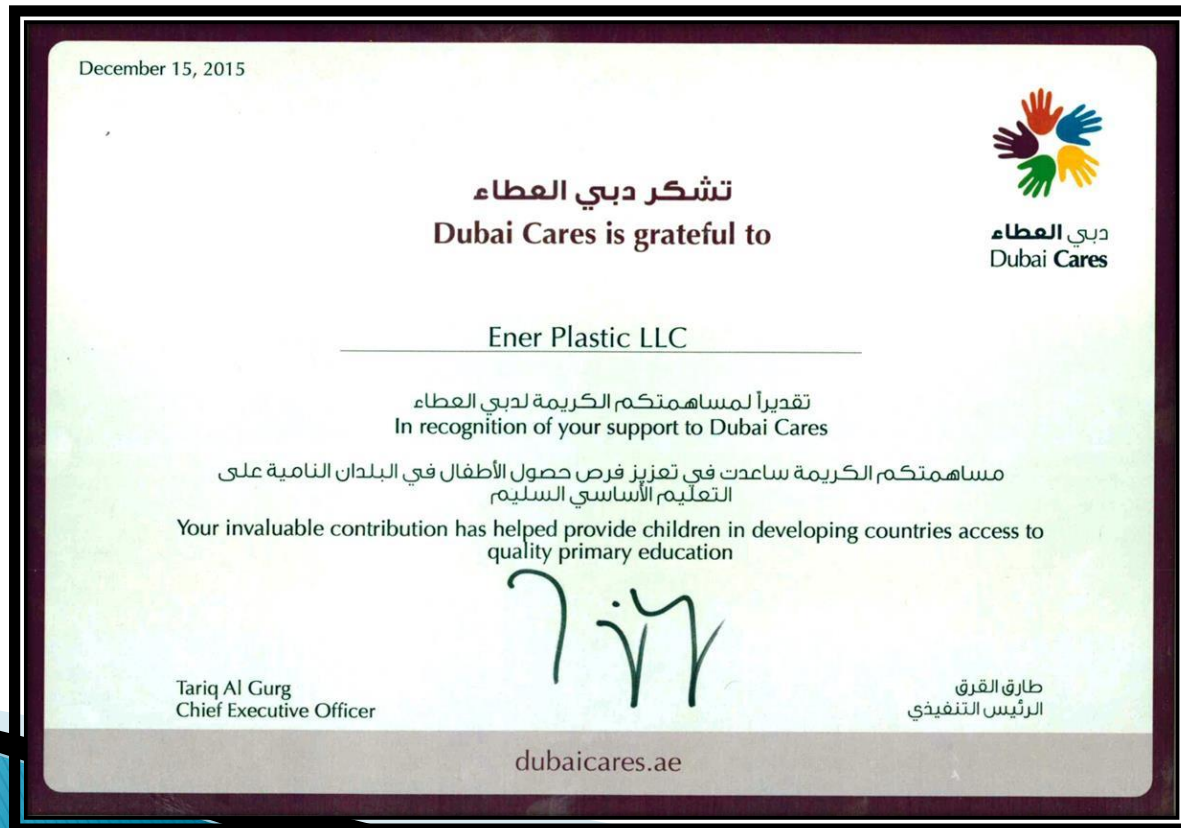 December 15, 2015
دبي العطاء
Dubai Cares
تشكر دبي العطاء
Dubai Cares is grateful to
Ener Plastic LLC
تقديراً لمساهمتكم الكريمة لدبي العطاء
In recognition of your support to Dubai Cares
مساهمتكم الكريمة ساعدت في تعزيز فرص حصول الأطفال في البلدان النامية على
التعليم الأساسي السليم
Your invaluable contribution has helped provide children in developing countries access to
quality primary education
Tariq Al Gurg
Chief Executive Officer
طارق القرق
الرئيس التنفيذي
dubaicares.ae